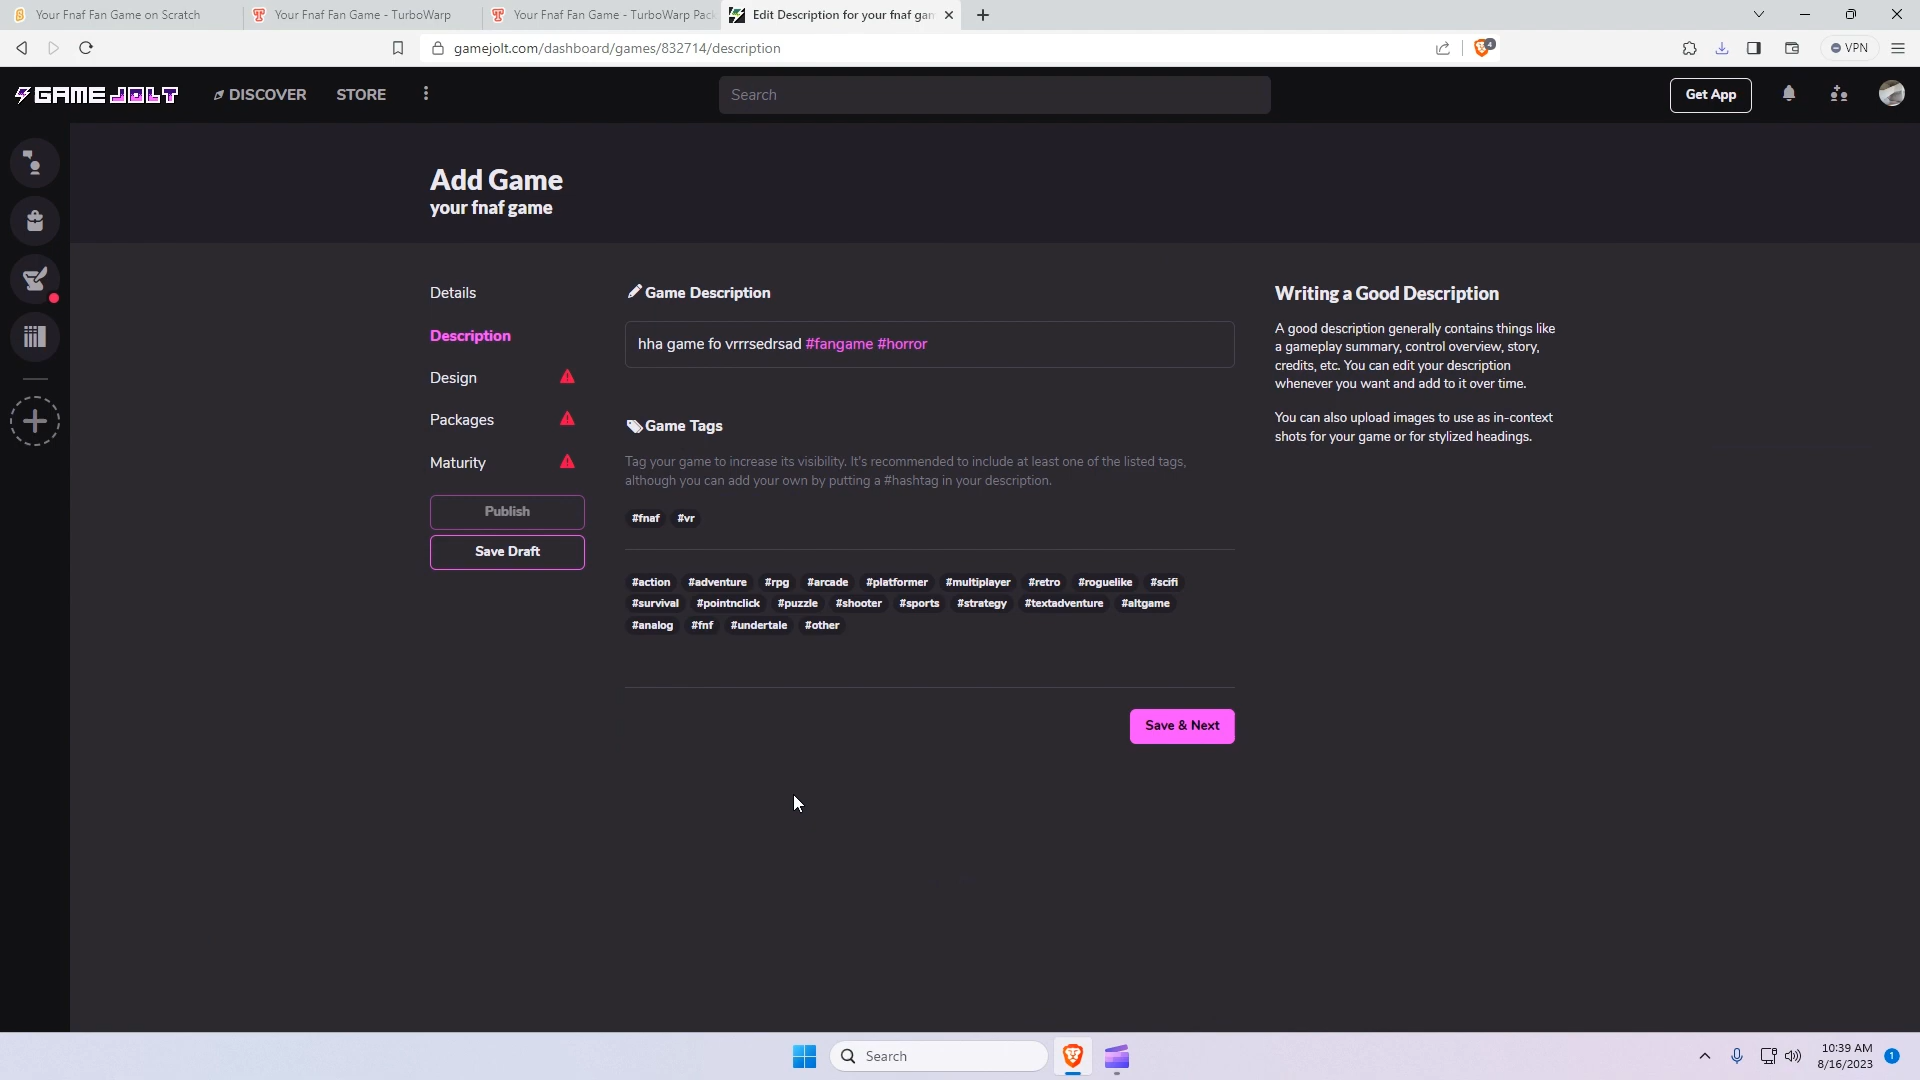 Your Fnaf Fan Game on Scratch
Your Fnaf Fan Game - TurboWarp
Your Fnaf Fan Game - TurboWarp Pack
Edit Description for your fnaf gam
gamejolt.com/dashboard/games/832714/description
4
VPN
GAME JOLT
DISCOVER
STORE
Search
Get App
Add Game
your fnaf game
Details
Description
Design
Packages
Maturity
Publish
Save Draft
Game Description
hha game fo vrrrsedrsad #fangame #horror
Game Tags
Tag your game to increase its visibility. It's recommended to include at least one of the listed tags,
although you can add your own by putting a #hashtag in your description.
#fnaf #vr
#action #adventure #rpg #arcade #platformer #multiplayer #retro #roguelike #scifi
#survival #pointnclick #puzzle #shooter #sports #strategy #textadventure #altgame
#analog #fnf #undertale #other
Save & Next
Writing a Good Description
A good description generally contains things like
a gameplay summary, control overview, story,
credits, etc. You can edit your description
whenever you want and add to it over time.
You can also upload images to use as in-context
shots for your game or for stylized headings.
Search
10:39 AM
8/16/2023
1